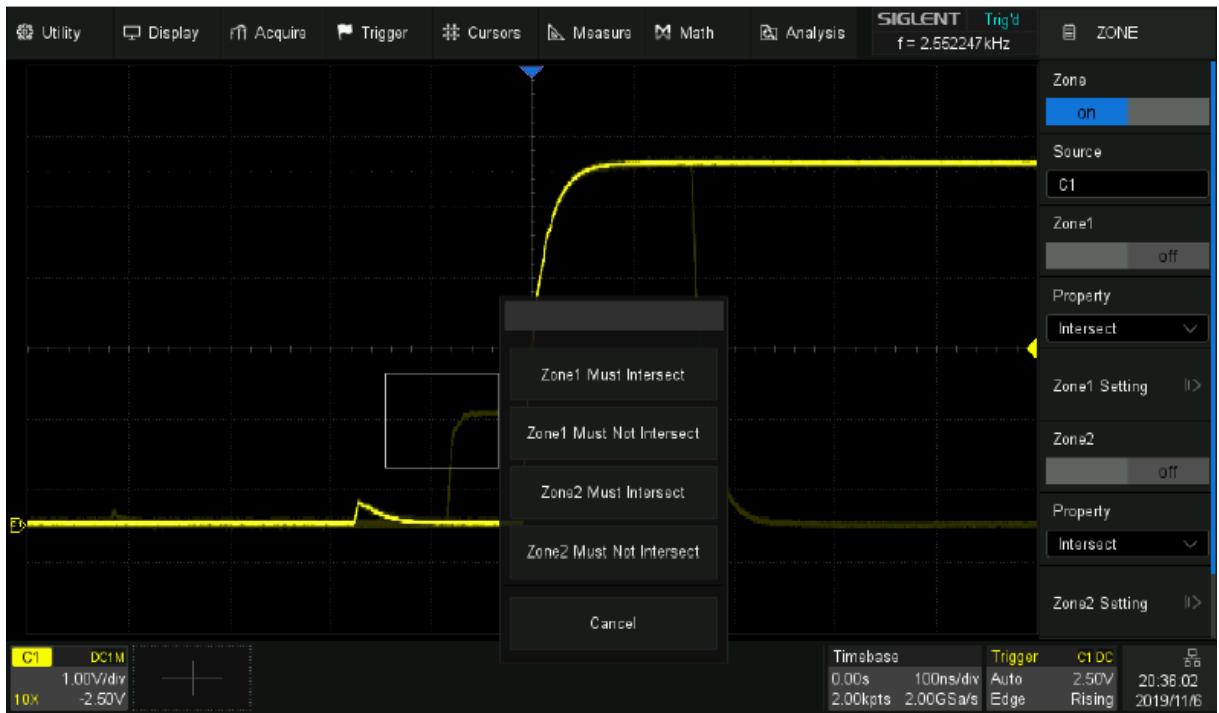 Utility Display Acquire Trigger Cursors Measure Math Analysis
SIGLENT Trig'd
f = 2.552247kHz
ZONE
Zone
on
Source
C1
Zone1
off
Property
Intersect
Zone1 Setting
Zone2
off
Property
Intersect
Zone2 Setting
Zone1 Must Intersect
Zone1 Must Not Intersect
Zone2 Must Intersect
Zone2 Must Not Intersect
Cancel
C1 DC1M
1.00V/div
10X -2.50V
Timebase
0.00s 100ns/div
2.00kpts 2.00GSa/s
Trigger C1 DC
Auto 2.50V
Edge Rising
20:36:02
2019/11/6